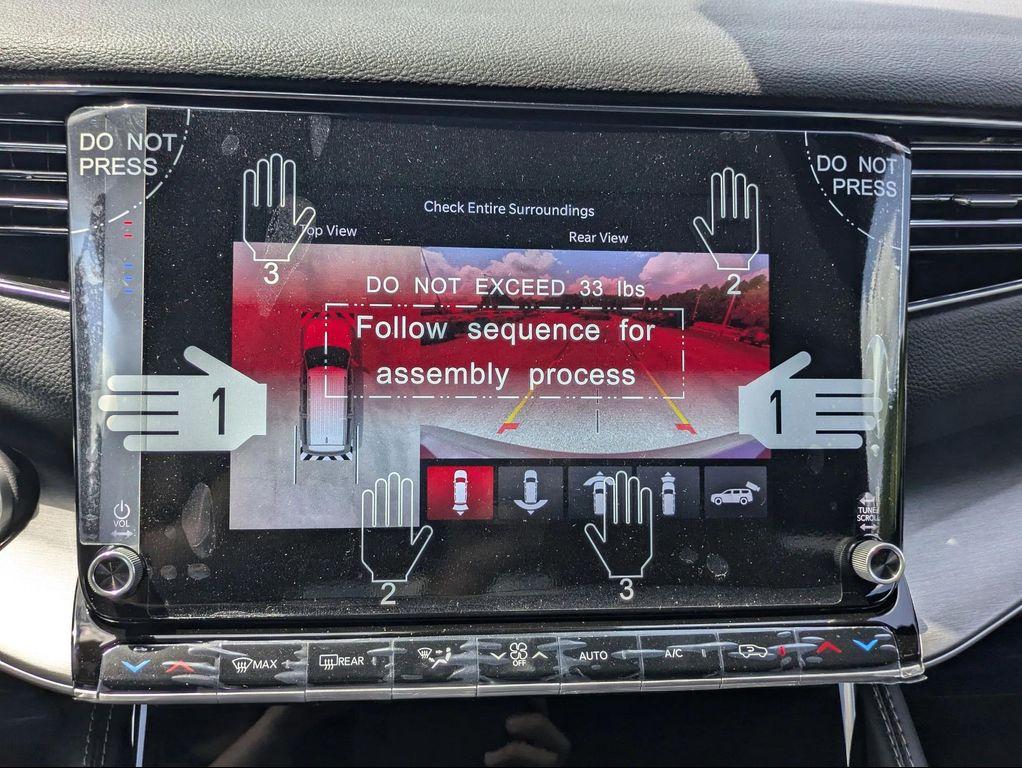 DO NOT
PRESS
DO NOT
PRESS
Check Entire Surroundings
Top View
Rear View
3
2
DO NOT EXCEED 33 lbs
Follow sequence for
assembly process
1
1
2
3
VOL
TUNE
SCROLL
MAX
REAR
OFF
AUTO
A/C